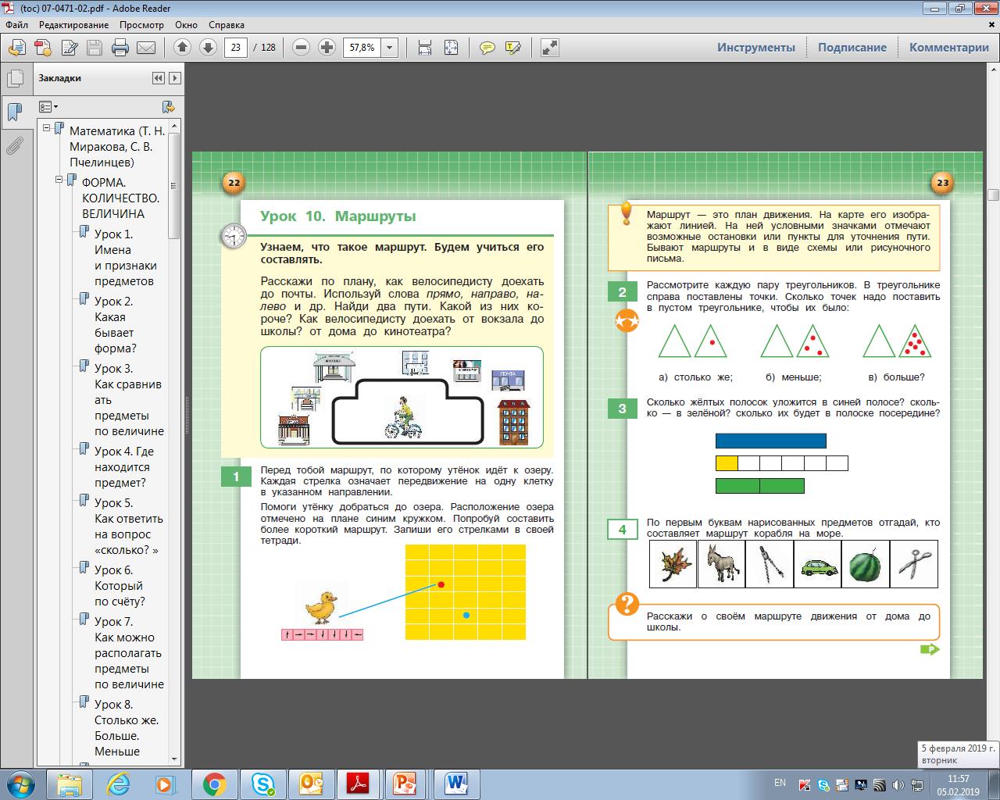 (toc) 07-0471-02.pdf - Adobe Reader
Файл Редактирование Просмотр Окно Справка
23 / 128 57,8% Инструменты Подписание Комментарии
Закладки
Математика (Т. Н.
Миракова, С. В.
Пчелинцев)
ФОРМА.
КОЛИЧЕСТВО.
ВЕЛИЧИНА
Урок 1.
Имена
и признаки
предметов
Урок 2.
Какая
бывает
форма?
Урок 3.
Как сравнив
ать
предметы
по величине
Урок 4. Где
находится
предмет?
Урок 5.
Как ответить
на вопрос
«сколько? »
Урок 6.
Который
по счёту?
Урок 7.
Как можно
располагать
предметы
по величине
Урок 8.
Столько же.
Больше.
Меньше
22
Урок 10. Маршруты
Узнаем, что такое маршрут. Будем учиться его
составлять.
Расскажи по плану, как велосипедисту доехать
до почты. Используй слова прямо, направо, на-
лево и др. Найди два пути. Какой из них ко-
роче? Как велосипедисту доехать от вокзала до
школы? от дома до кинотеатра?
ПОЧТА
1
Перед тобой маршрут, по которому утёнок идёт к озеру.
Каждая стрелка означает передвижение на одну клетку
в указанном направлении.
Помоги утёнку добраться до озера. Расположение озера
отмечено на плане синим кружком. Попробуй составить
более короткий маршрут. Запиши его стрелками в своей
тетради.
23
Маршрут — это план движения. На карте его изобра-
жают линией. На ней условными значками отмечают
возможные остановки или пункты для уточнения пути.
Бывают маршруты и в виде схемы или рисуночного
письма.
2
Рассмотрите каждую пару треугольников. В треугольнике
справа поставлены точки. Сколько точек надо поставить
в пустом треугольнике, чтобы их было:
а) столько же; б) меньше; в) больше?
3
Сколько жёлтых полосок уложится в синей полосе? сколь-
ко — в зелёной? сколько их будет в полоске посередине?
4
По первым буквам нарисованных предметов отгадай, кто
составляет маршрут корабля на море.
?
Расскажи о своём маршруте движения от дома до
школы.
Р
5 февраля 2019 г.
вторник
EN
11:57
05.02.2019